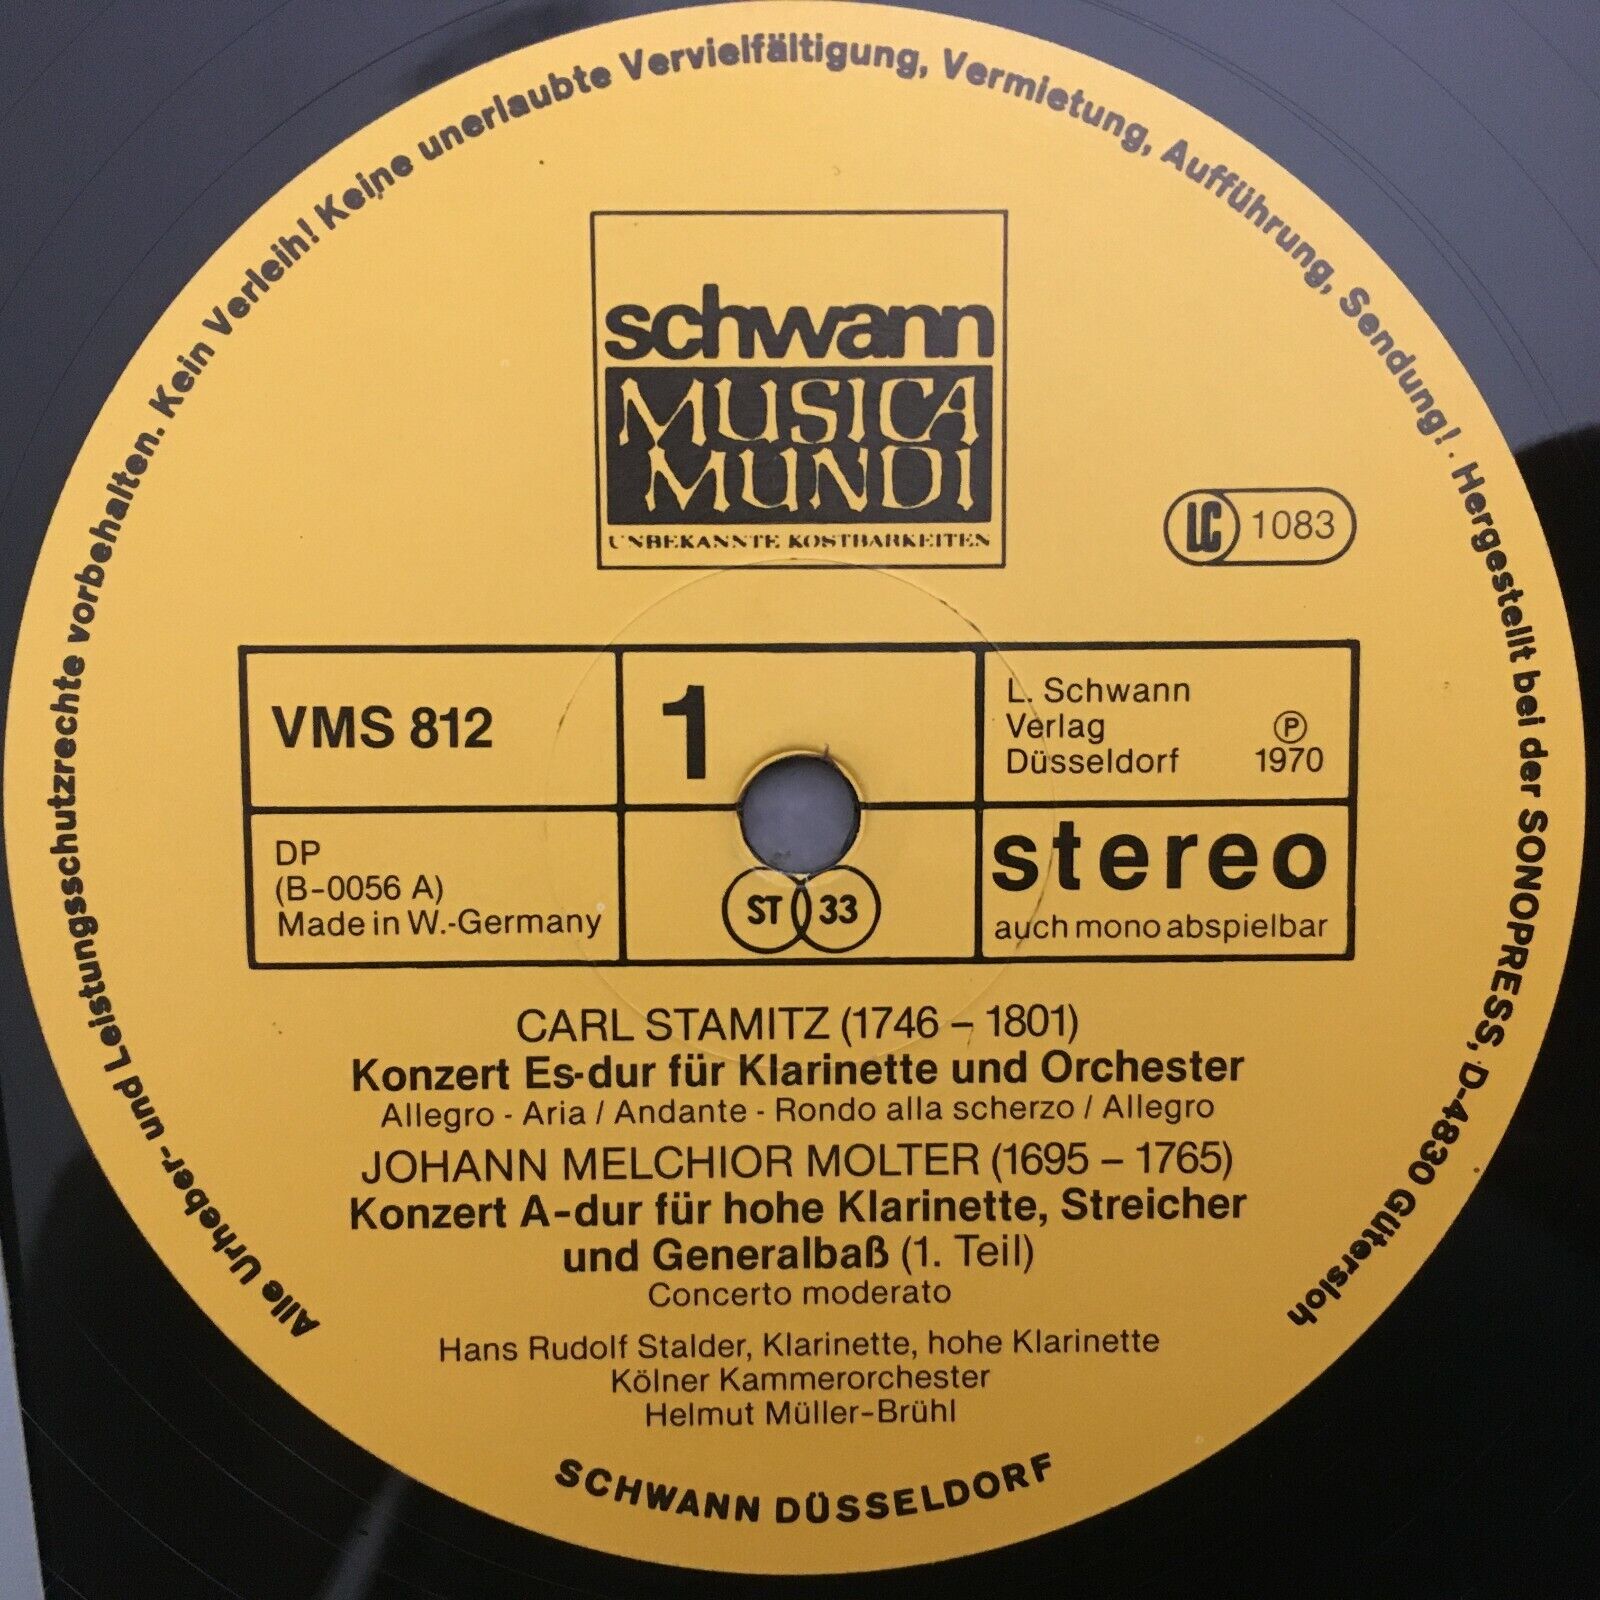 Alle Urheber- und Leistungsschutzrechte vorbehalten. Kein Verleih! Keine unerlaubte Vervielfältigung, Vermietung, Aufführung, Sendung! · Hergestellt bei der SONOPRESS, D-4830 Gütersloh
schwann
MUSICA
MUNDI
UNBEKANNTE KOSTBARKEITEN
LC 1083
VMS 812
1
L. Schwann
Verlag
Düsseldorf
℗
1970
DP
(B-0056 A)
Made in W.-Germany
ST 33
stereo
auch mono abspielbar
CARL STAMITZ (1746 – 1801)
Konzert Es-dur für Klarinette und Orchester
Allegro - Aria / Andante - Rondo alla scherzo / Allegro
JOHANN MELCHIOR MOLTER (1695 – 1765)
Konzert A-dur für hohe Klarinette, Streicher
und Generalbaß (1. Teil)
Concerto moderato
Hans Rudolf Stalder, Klarinette, hohe Klarinette
Kölner Kammerorchester
Helmut Müller-Brühl
SCHWANN DÜSSELDORF